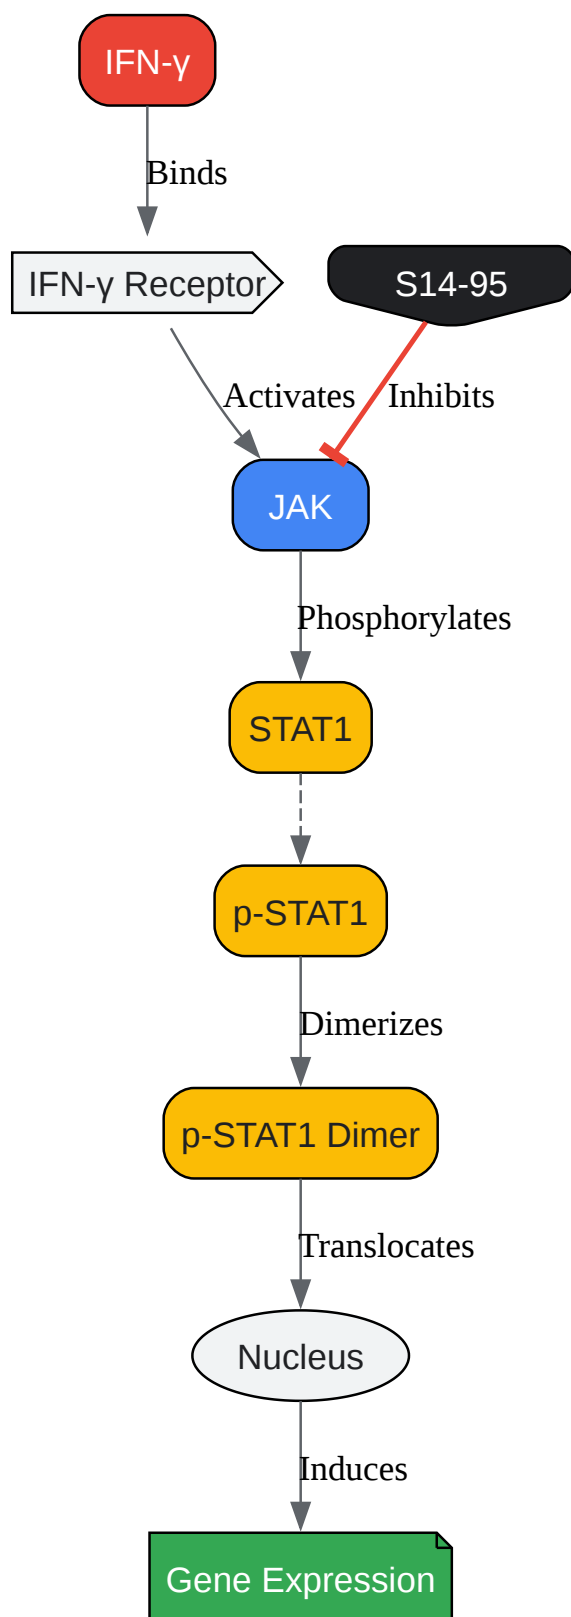 IFN-γ
Binds
IFN-γ Receptor
S14-95
Activates
Inhibits
JAK
Phosphorylates
STAT1
p-STAT1
Dimerizes
p-STAT1 Dimer
Translocates
Nucleus
Induces
Gene Expression